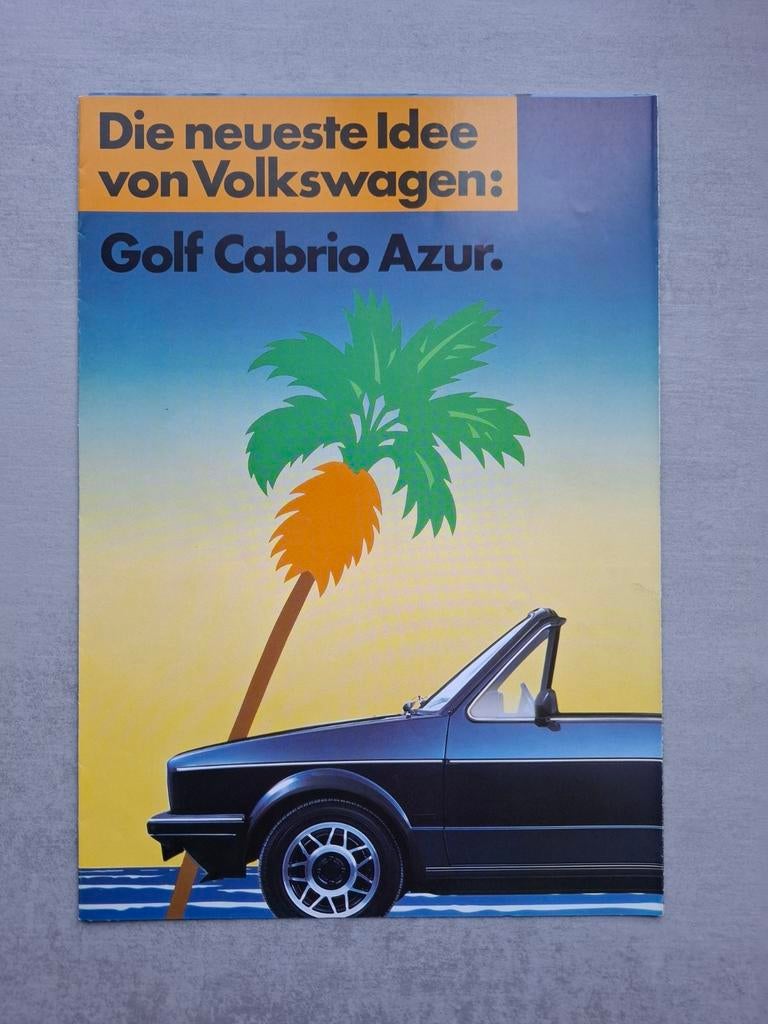 Die neueste Idee
von Volkswagen:
Golf Cabrio Azur.